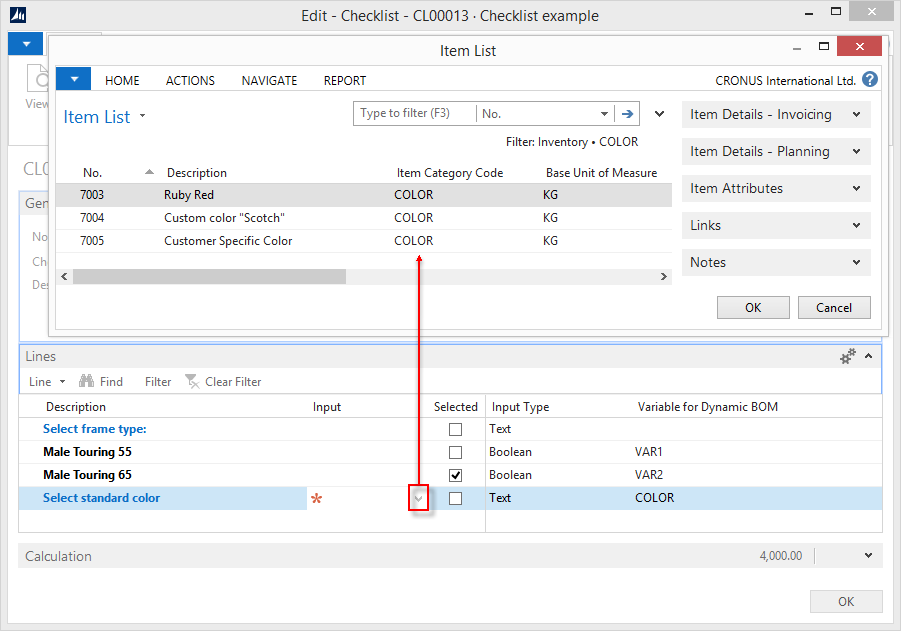 Edit - Checklist - CL00013 · Checklist example
Item List
HOME ACTIONS NAVIGATE REPORT CRONUS International Ltd. ?
View
Item List
Type to filter (F3) No.
Filter: Inventory • COLOR
No. Description Item Category Code Base Unit of Measure
7003 Ruby Red COLOR KG
7004 Custom color "Scotch" COLOR KG
7005 Customer Specific Color COLOR KG
Item Details - Invoicing
Item Details - Planning
Item Attributes
Links
Notes
OK Cancel
CL0
Gen
No
Ch
Des
Lines
Line Find Filter Clear Filter
Description Input Selected Input Type Variable for Dynamic BOM
Select frame type: Text
Male Touring 55 Boolean VAR1
Male Touring 65 Boolean VAR2
Select standard color * Text COLOR
Calculation 4,000.00
OK